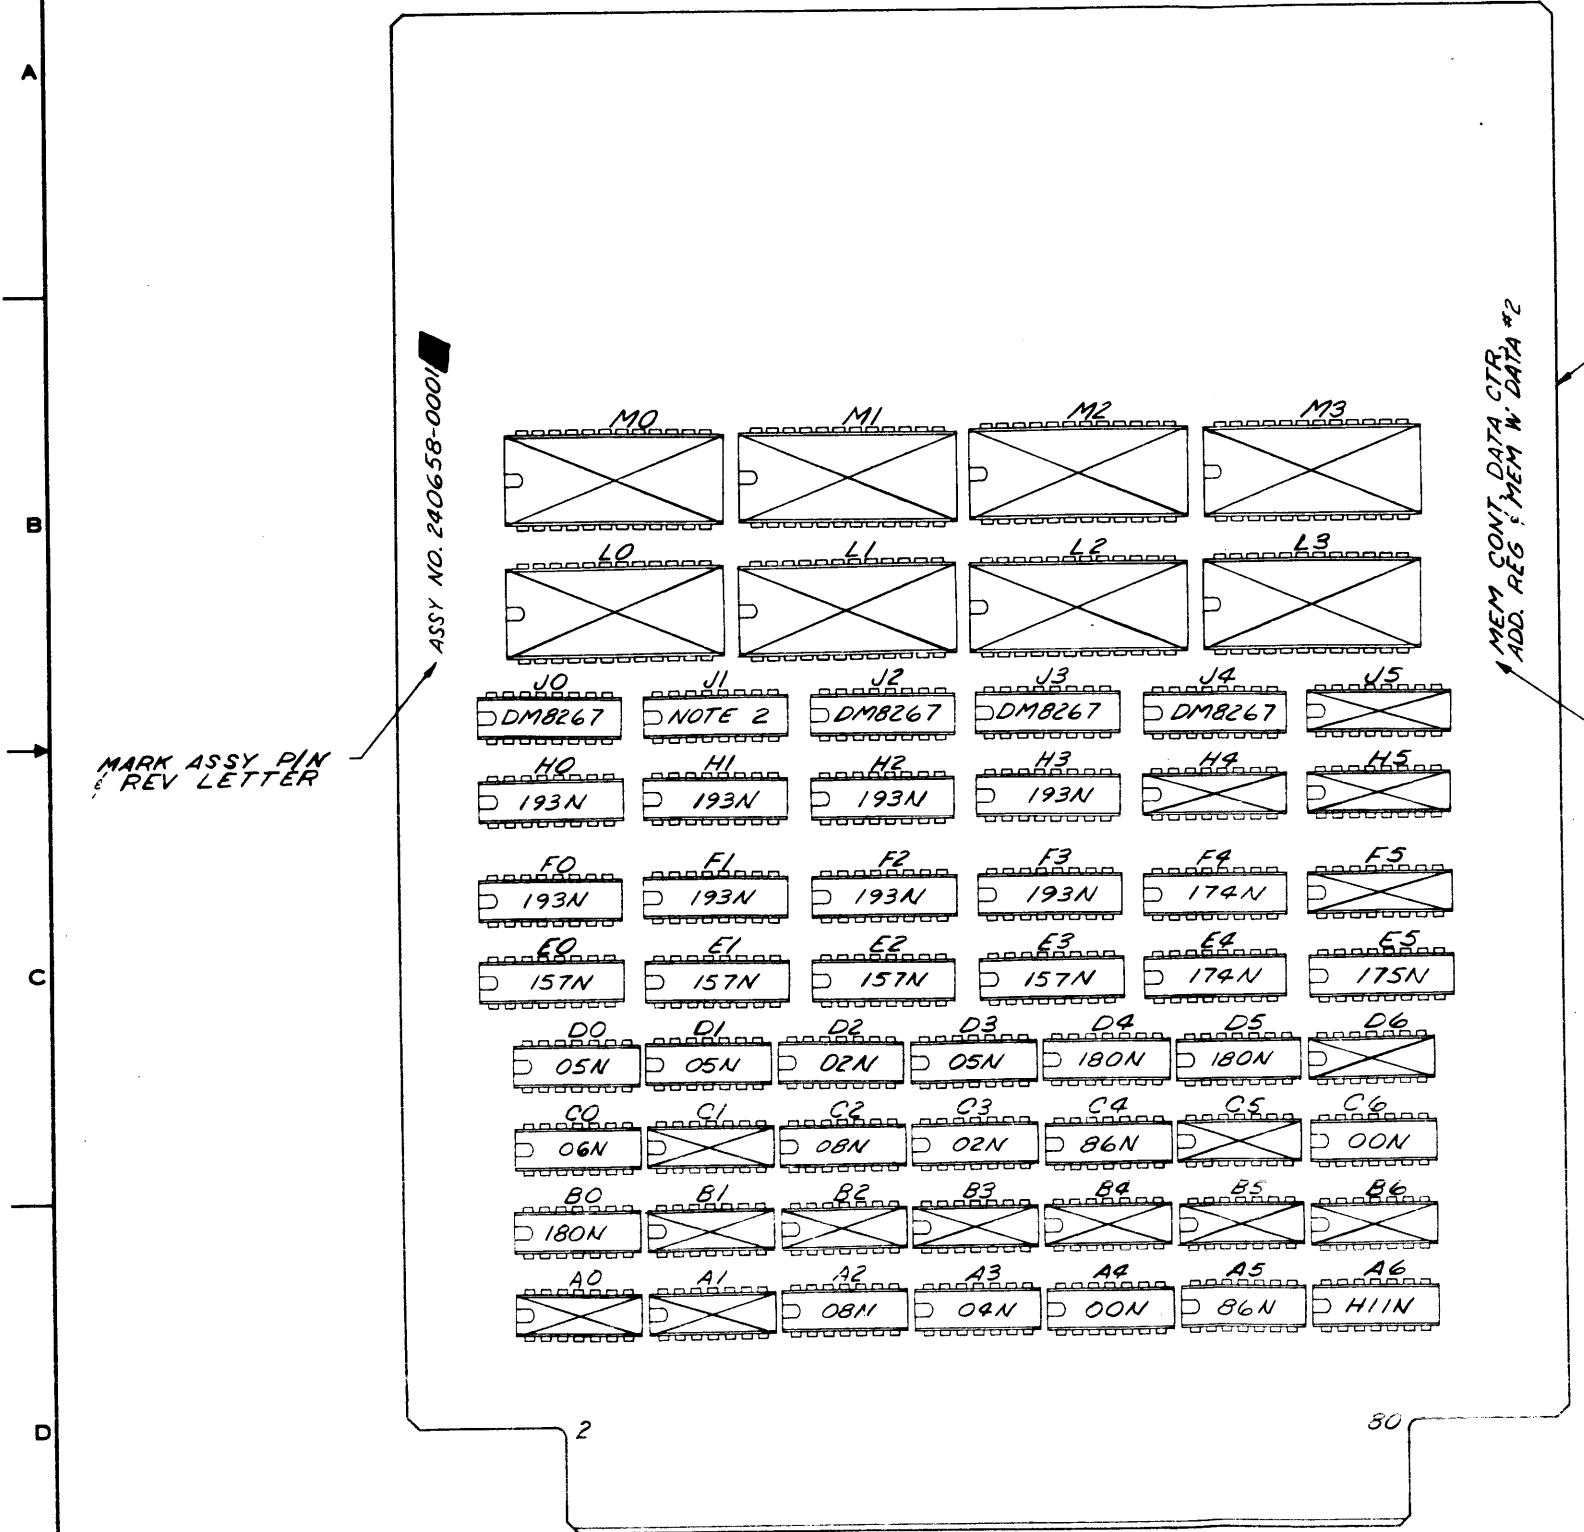 A
B
C
D
ASSY NO. 240658-0001
MEM CONT, DATA CTR,
ADD. REG & MEM W. DATA #2
MARK ASSY P/N
& REV LETTER
M0 M1 M2 M3
L0 L1 L2 L3
J0 J1 J2 J3 J4 J5
DM8267 NOTE 2 DM8267 DM8267 DM8267
H0 H1 H2 H3 H4 H5
193N 193N 193N 193N
F0 F1 F2 F3 F4 F5
193N 193N 193N 193N 174N
E0 E1 E2 E3 E4 E5
157N 157N 157N 157N 174N 175N
D0 D1 D2 D3 D4 D5 D6
05N 05N 02N 05N 180N 180N
C0 C1 C2 C3 C4 C5 C6
06N 08N 02N 86N 00N
B0 B1 B2 B3 B4 B5 B6
180N
A0 A1 A2 A3 A4 A5 A6
08N 04N 00N 86N H11N
2 80